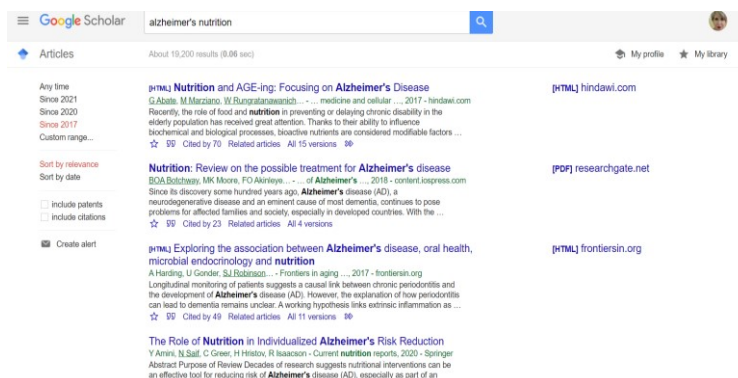 Google Scholar
alzheimer's nutrition
Articles
About 19,200 results (0.06 sec)
My profile
My library
Any time
Since 2021
Since 2020
Since 2017
Custom range...
Sort by relevance
Sort by date
include patents
include citations
Create alert
[HTML] Nutrition and AGE-ing: Focusing on Alzheimer's Disease
G Abate, M Marziano, W Rungratanawanich... - ... medicine and cellular ..., 2017 - hindawi.com
Recently, the role of food and nutrition in preventing or delaying chronic disability in the
elderly population has received great attention. Thanks to their ability to influence
biochemical and biological processes, bioactive nutrients are considered modifiable factors ...
Cited by 70 Related articles All 15 versions
[HTML] hindawi.com
Nutrition: Review on the possible treatment for Alzheimer's disease
BOA Botchway, MK Moore, FO Akinleye... - ... of Alzheimer's ..., 2018 - content.iospress.com
Since its discovery some hundred years ago, Alzheimer's disease (AD), a
neurodegenerative disease and an eminent cause of most dementia, continues to pose
problems for affected families and society, especially in developed countries. With the ...
Cited by 23 Related articles All 4 versions
[PDF] researchgate.net
[HTML] Exploring the association between Alzheimer's disease, oral health,
microbial endocrinology and nutrition
A Harding, U Gonder, SJ Robinson... - Frontiers in aging ..., 2017 - frontiersin.org
Longitudinal monitoring of patients suggests a causal link between chronic periodontitis and
the development of Alzheimer's disease (AD). However, the explanation of how periodontitis
can lead to dementia remains unclear. A working hypothesis links extrinsic inflammation as ...
Cited by 49 Related articles All 11 versions
[HTML] frontiersin.org
The Role of Nutrition in Individualized Alzheimer's Risk Reduction
Y Amini, N Saif, C Greer, H Hristov, R Isaacson - Current nutrition reports, 2020 - Springer
Abstract Purpose of Review Decades of research suggests nutritional interventions can be
an effective tool for reducing risk of Alzheimer's disease (AD), especially as part of an